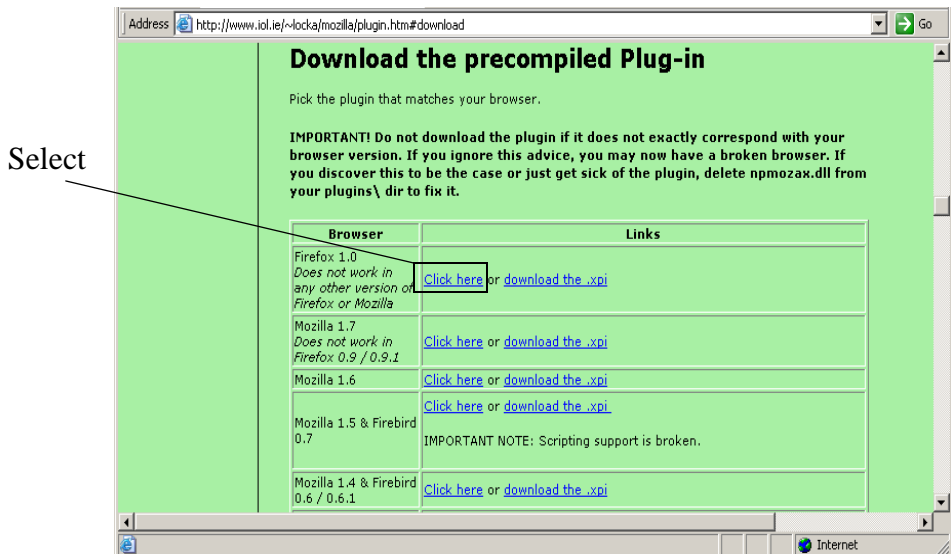 Address http://www.iol.ie/~locka/mozilla/plugin.htm#download Go
Download the precompiled Plug-in
Pick the plugin that matches your browser.
IMPORTANT! Do not download the plugin if it does not exactly correspond with your
browser version. If you ignore this advice, you may now have a broken browser. If
you discover this to be the case or just get sick of the plugin, delete npmozax.dll from
your plugins\ dir to fix it.
Select
Browser Links
Firefox 1.0
Does not work in
any other version of
Firefox or Mozilla
Click here or download the .xpi
Mozilla 1.7
Does not work in
Firefox 0.9 / 0.9.1
Click here or download the .xpi
Mozilla 1.6 Click here or download the .xpi
Mozilla 1.5 & Firebird
0.7
Click here or download the .xpi
IMPORTANT NOTE: Scripting support is broken.
Mozilla 1.4 & Firebird
0.6 / 0.6.1
Click here or download the .xpi
Internet